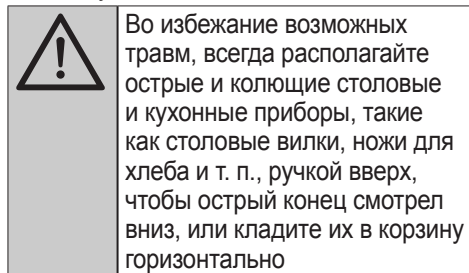 Во избежание возможных
травм, всегда располагайте
острые и колющие столовые
и кухонные приборы, такие
как столовые вилки, ножи для
хлеба и т. п., ручкой вверх,
чтобы острый конец смотрел
вниз, или кладите их в корзину
горизонтально